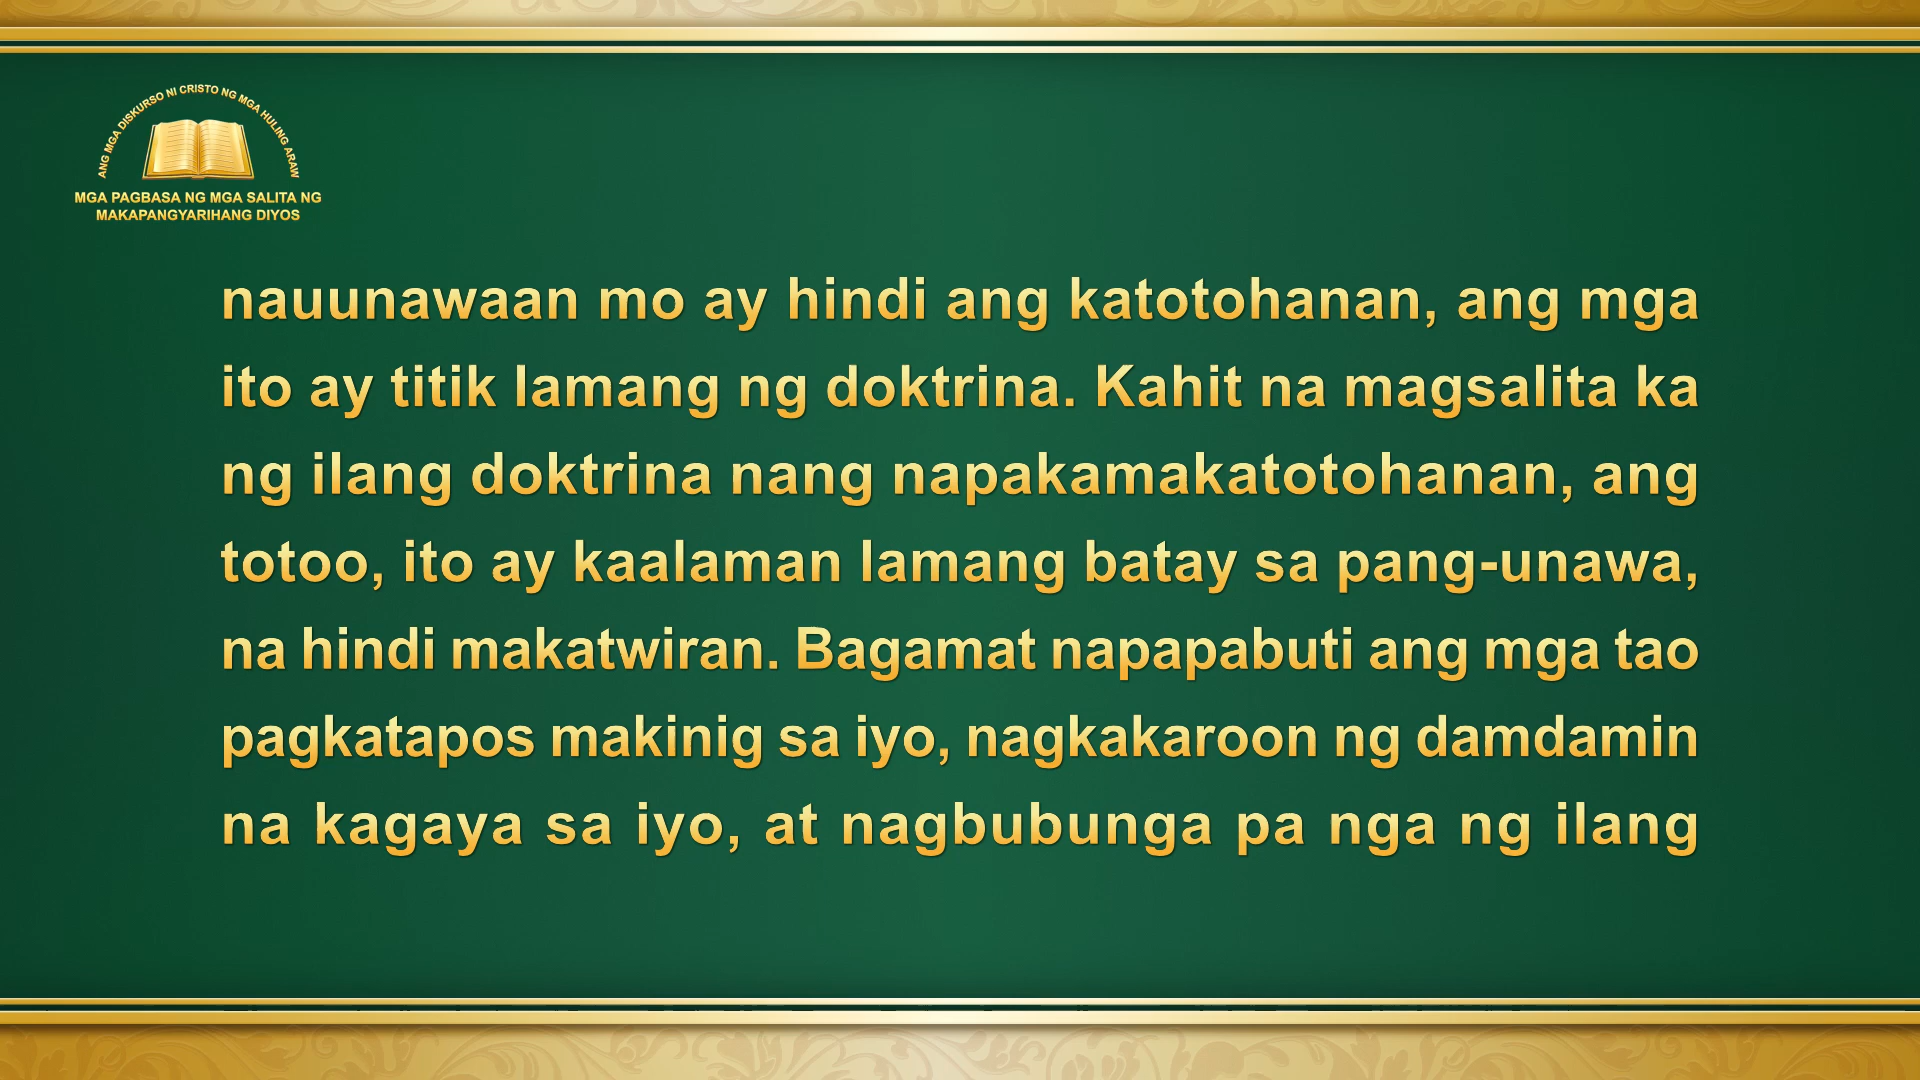 ANG MGA DISKURSO NI CRISTO NG MGA HULING ARAW
MGA PAGBASA NG MGA SALITA NG
MAKAPANGYARIHANG DIYOS
nauunawaan mo ay hindi ang katotohanan, ang mga
ito ay titik lamang ng doktrina. Kahit na magsalita ka
ng ilang doktrina nang napakamakatotohanan, ang
totoo, ito ay kaalaman lamang batay sa pang-unawa,
na hindi makatwiran. Bagamat napapabuti ang mga tao
pagkatapos makinig sa iyo, nagkakaroon ng damdamin
na kagaya sa iyo, at nagbubunga pa nga ng ilang